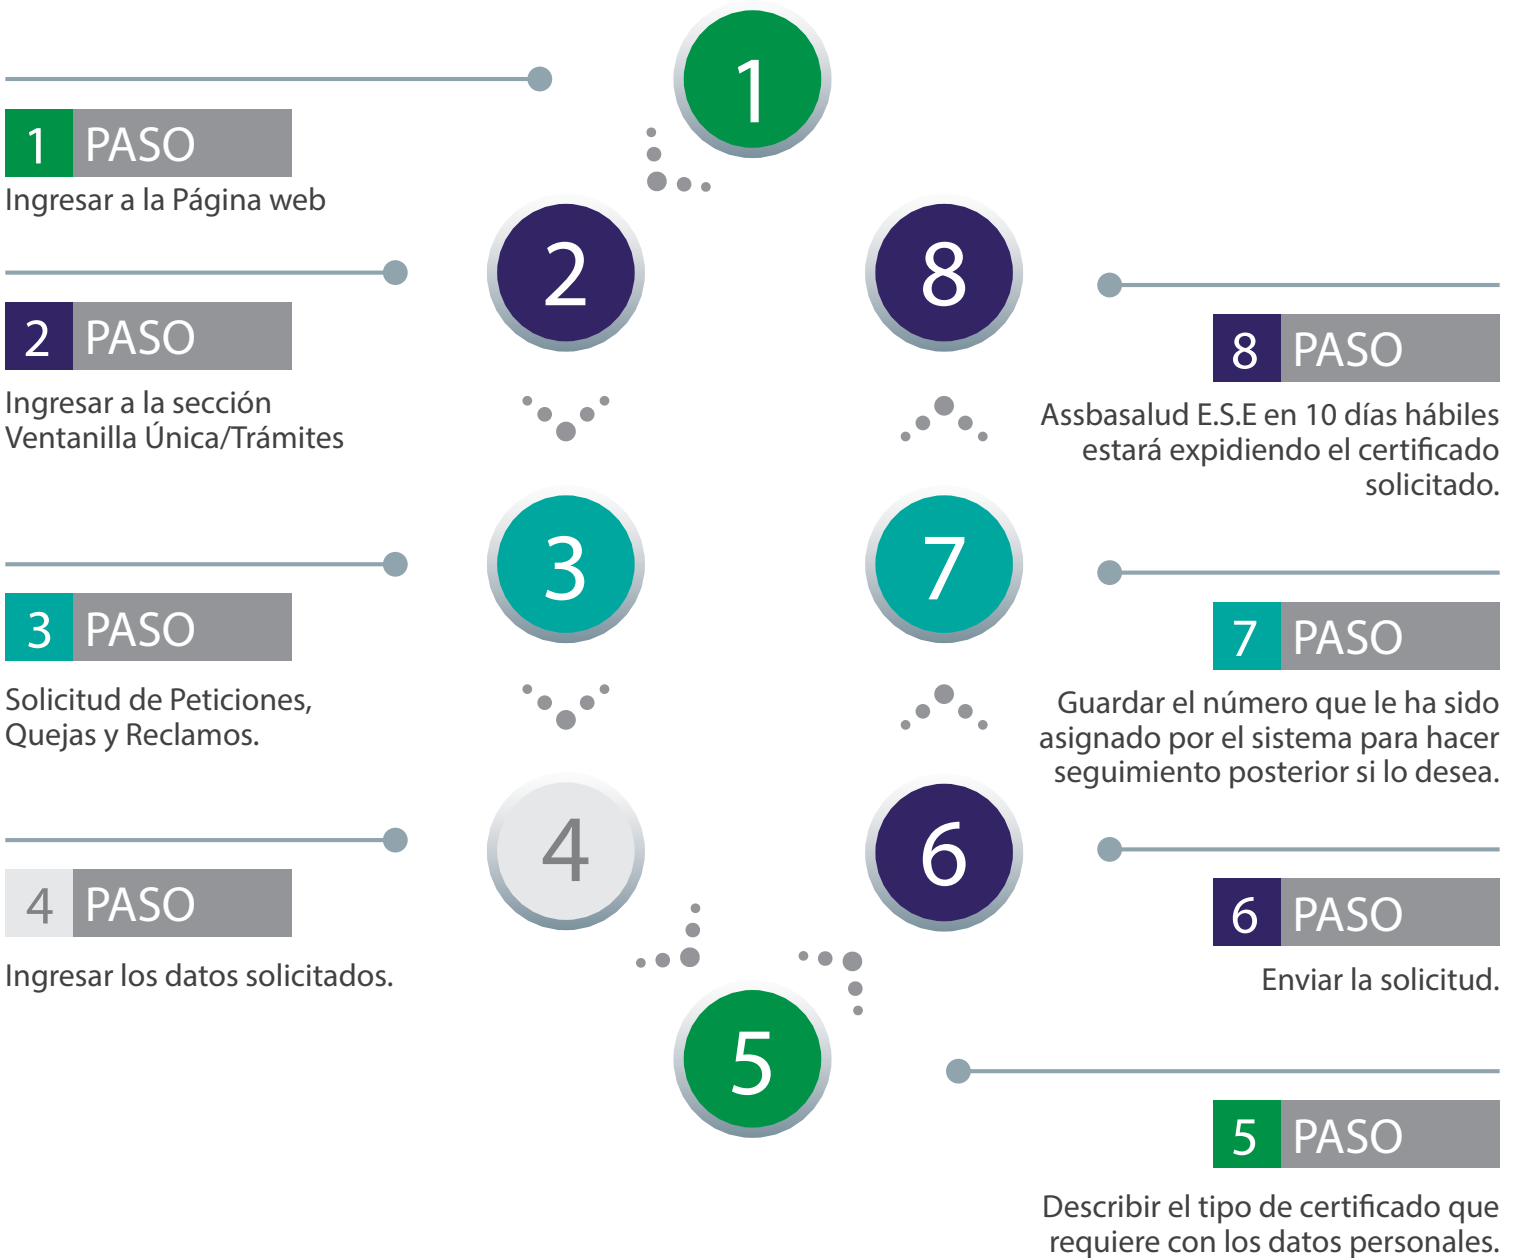 1
1 PASO
Ingresar a la Página web
2
2 PASO
Ingresar a la sección
Ventanilla Única/Trámites
3
3 PASO
Solicitud de Peticiones,
Quejas y Reclamos.
4
4 PASO
Ingresar los datos solicitados.
5
5 PASO
Describir el tipo de certificado que
requiere con los datos personales.
6
6 PASO
Enviar la solicitud.
7
7 PASO
Guardar el número que le ha sido
asignado por el sistema para hacer
seguimiento posterior si lo desea.
8
8 PASO
Assbasalud E.S.E en 10 días hábiles
estará expidiendo el certificado
solicitado.